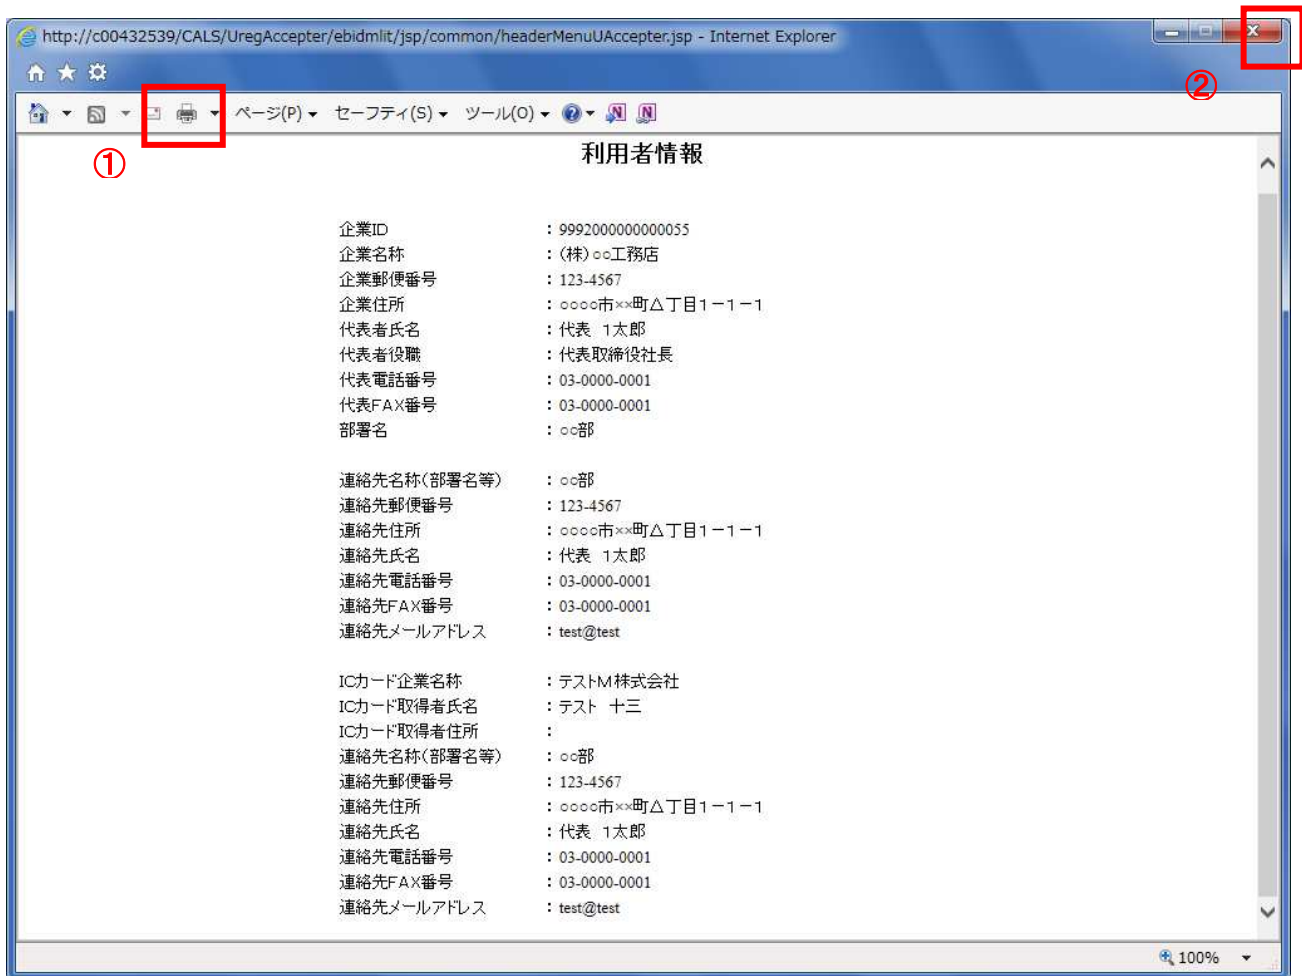 http://c00432539/CALS/UregAccepter/ebidmlit/jsp/common/headerMenuUAccepter.jsp - Internet Explorer
②
ページ(P) セーフティ(S) ツール(O)
①
利用者情報
企業ID : 9992000000000055
企業名称 : (株)○○工務店
企業郵便番号 : 123-4567
企業住所 : ○○○○市××町△丁目1-1-1
代表者氏名 : 代表 1太郎
代表者役職 : 代表取締役社長
代表電話番号 : 03-0000-0001
代表FAX番号 : 03-0000-0001
部署名 : ○○部
連絡先名称(部署名等) : ○○部
連絡先郵便番号 : 123-4567
連絡先住所 : ○○○○市××町△丁目1-1-1
連絡先氏名 : 代表 1太郎
連絡先電話番号 : 03-0000-0001
連絡先FAX番号 : 03-0000-0001
連絡先メールアドレス : test@test
ICカード企業名称 : テストM株式会社
ICカード取得者氏名 : テスト 十三
ICカード取得者住所 :
連絡先名称(部署名等) : ○○部
連絡先郵便番号 : 123-4567
連絡先住所 : ○○○○市××町△丁目1-1-1
連絡先氏名 : 代表 1太郎
連絡先電話番号 : 03-0000-0001
連絡先FAX番号 : 03-0000-0001
連絡先メールアドレス : test@test
100%